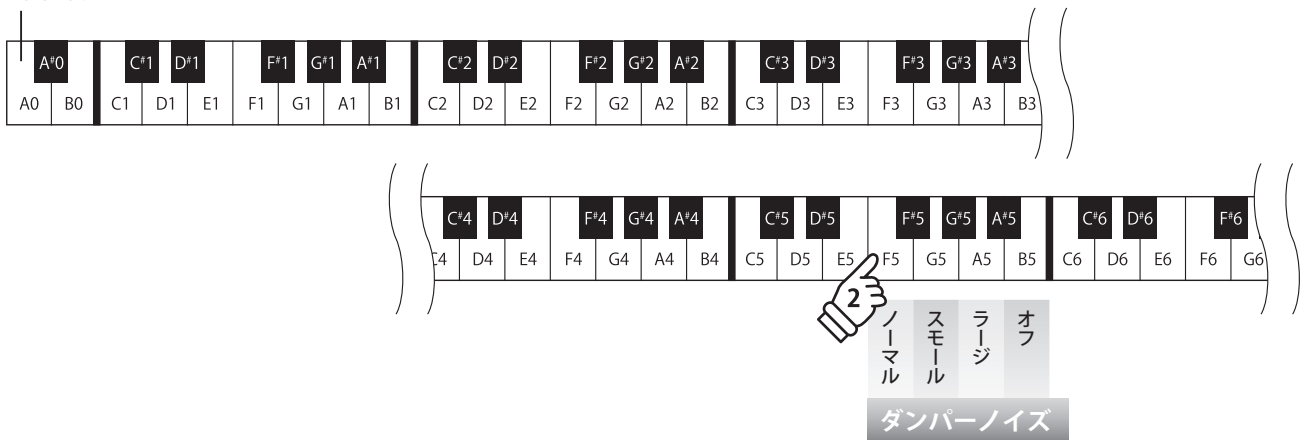 A#0 C#1 D#1 F#1 G#1 A#1 C#2 D#2 F#2 G#2 A#2 C#3 D#3 F#3 G#3 A#3
A0 B0 C1 D1 E1 F1 G1 A1 B1 C2 D2 E2 F2 G2 A2 B2 C3 D3 E3 F3 G3 A3 B3
C#4 D#4 F#4 G#4 A#4 C#5 D#5 F#5 G#5 A#5 C#6 D#6 F#6
C4 D4 E4 F4 G4 A4 B4 C5 D5 E5 F5 G5 A5 B5 C6 D6 E6 F6 G6
2
ノーマル
スモール
ラージ
オフ
ダンパーノイズ